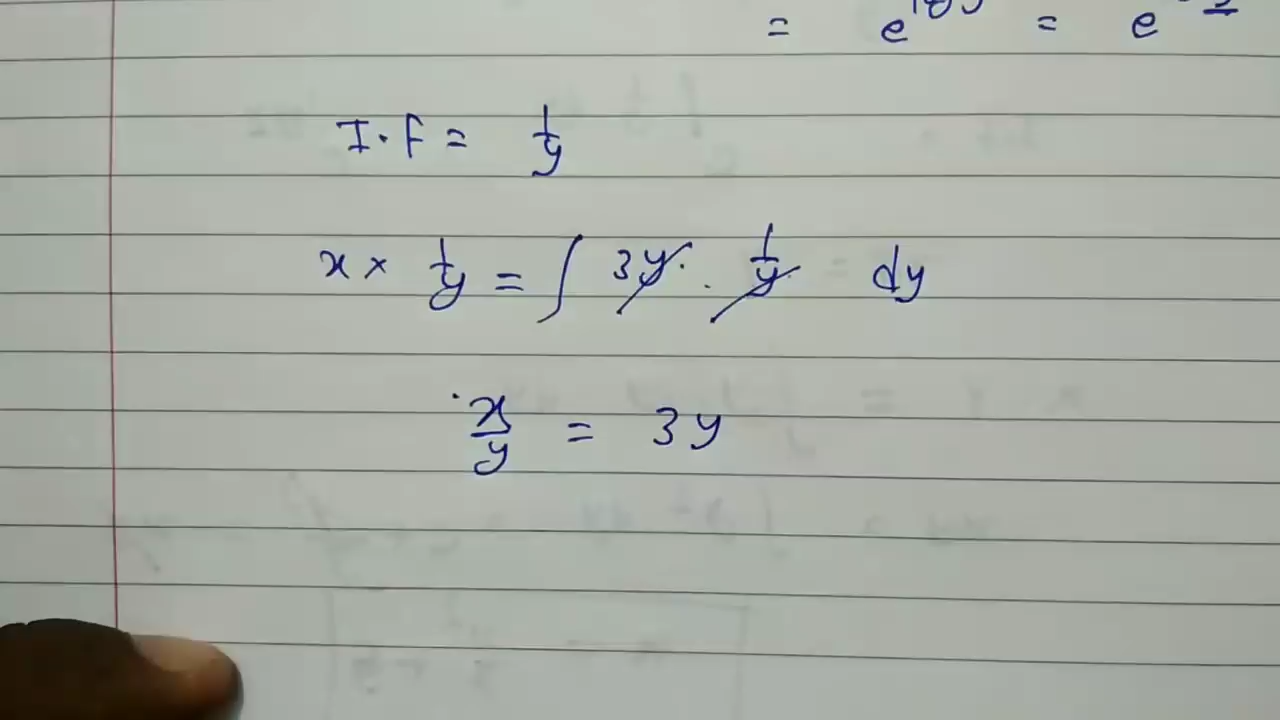 = e = e
I.F = 1/y
x × 1/y = ∫ 3y . 1/y dy
x/y = 3y